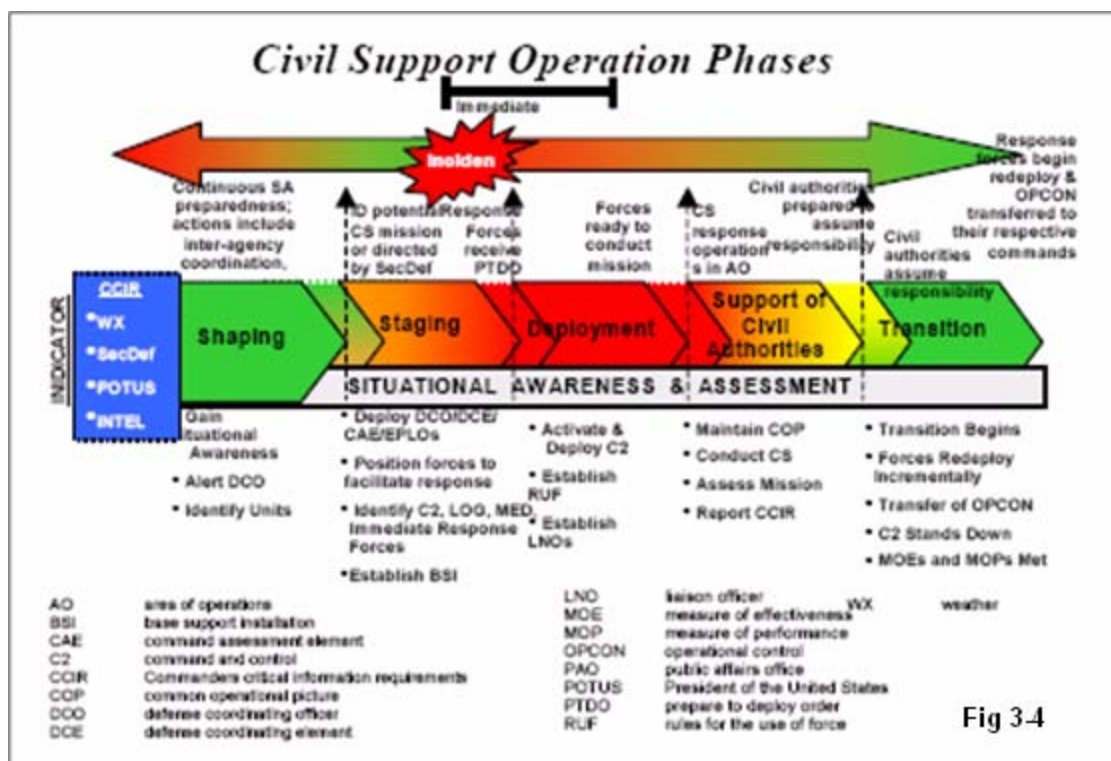 Civil Support Operation Phases
Immediate
Inciden
Continuous SA
preparedness;
actions include
inter-agency
coordination,
ID potential
CS mission
or directed
by SecDef
Response
Forces
receive
PTDO
Forces
ready to
conduct
mission
CS
response
operation
s in AO
Civil authorities
prepared to
assume
responsibility
Civil
authorities
assume
responsibility
Response
forces begin
redeploy &
OPCON
transferred to
their respective
commands
INDICATOR
CCIR
•WX
•SecDef
•POTUS
•INTEL
Shaping
Staging
Deployment
Support of
Civil
Authorities
Transition
SITUATIONAL AWARENESS & ASSESSMENT
Gain
Situational
Awareness
• Alert DCO
• Identify Units
• Deploy DCO/DCE/
CAE/EPLOs
• Position forces to
facilitate response
• Identify C2, LOG, MED,
Immediate Response
Forces
•Establish BSI
• Activate &
Deploy C2
• Establish
RUF
• Establish
LNOs
• Maintain COP
• Conduct CS
• Assess Mission
• Report CCIR
• Transition Begins
• Forces Redeploy
Incrementally
• Transfer of OPCON
• C2 Stands Down
• MOEs and MOPs Met
AO area of operations
BSI base support installation
CAE command assessment element
C2 command and control
CCIR Commanders critical information requirements
COP common operational picture
DCO defense coordinating officer
DCE defense coordinating element
LNO liaison officer
MOE measure of effectiveness
MOP measure of performance
OPCON operational control
PAO public affairs office
POTUS President of the United States
PTDO prepare to deploy order
RUF rules for the use of force
WX weather
Fig 3-4